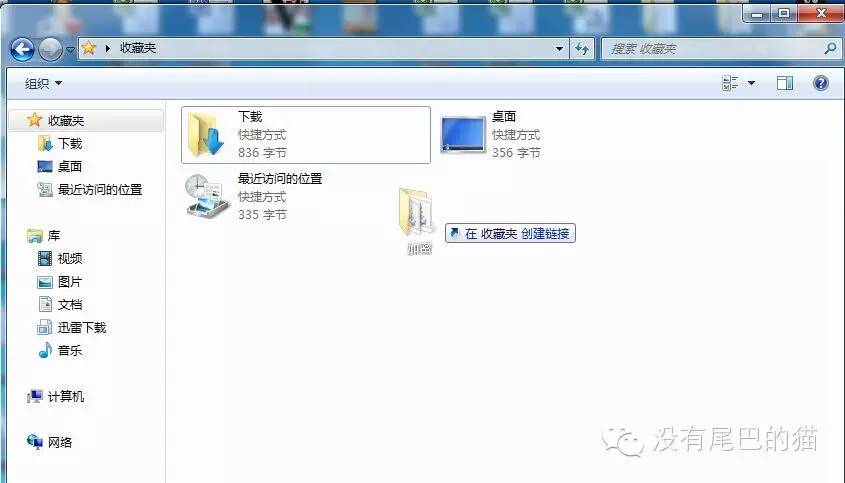 收藏夹
搜索 收藏夹
组织
收藏夹
下载
桌面
最近访问的位置
库
视频
图片
文档
迅雷下载
音乐
计算机
网络
下载
快捷方式
836 字节
桌面
快捷方式
356 字节
最近访问的位置
快捷方式
335 字节
在 收藏夹 创建链接
没有尾巴的猫